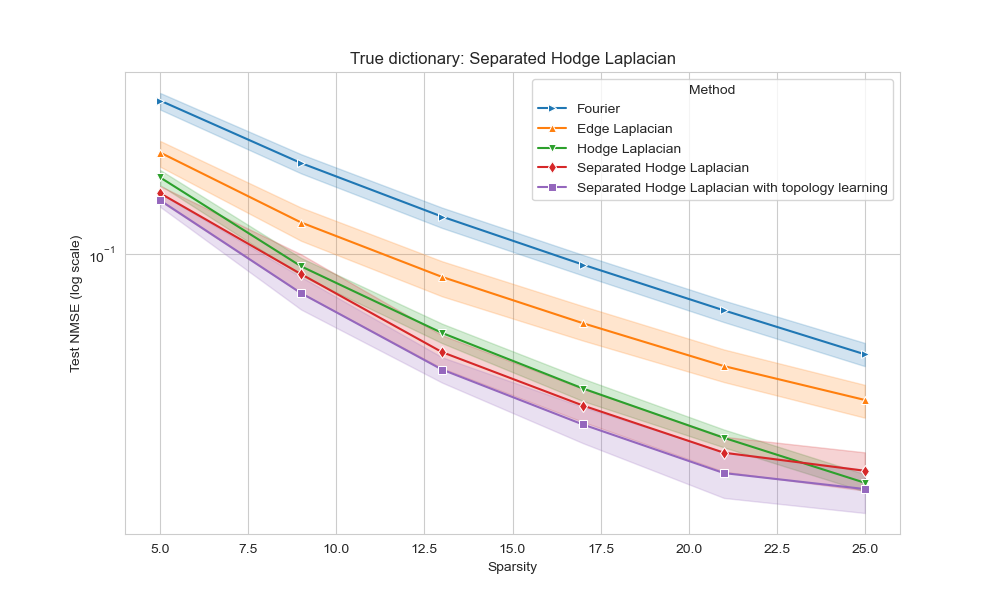 True dictionary: Separated Hodge Laplacian
Method
Fourier
Edge Laplacian
Hodge Laplacian
Separated Hodge Laplacian
Separated Hodge Laplacian with topology learning
Test NMSE (log scale)
10⁻¹
5.0 7.5 10.0 12.5 15.0 17.5 20.0 22.5 25.0
Sparsity